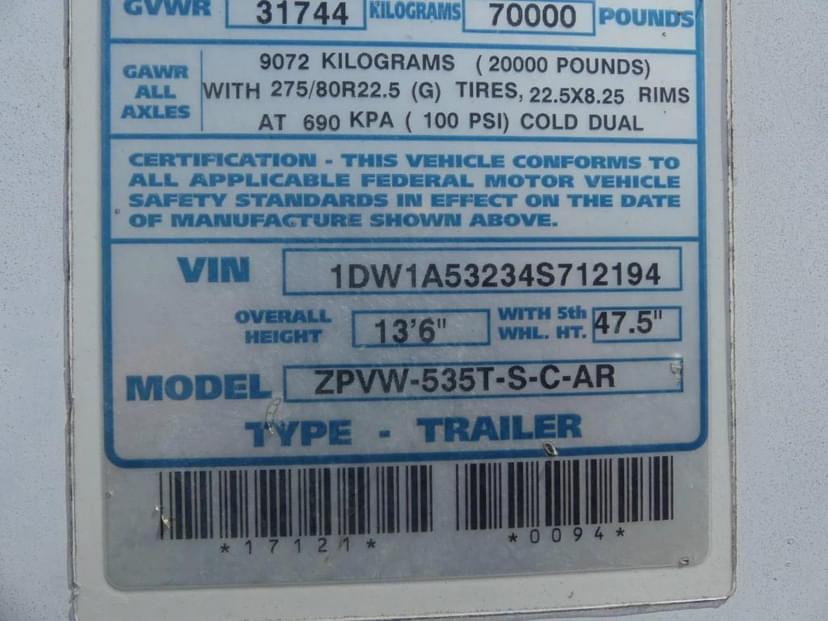 GVWR 31744 KILOGRAMS 70000 POUNDS
GAWR ALL AXLES
9072 KILOGRAMS (20000 POUNDS)
WITH 275/80R22.5 (G) TIRES, 22.5X8.25 RIMS
AT 690 KPA (100 PSI) COLD DUAL
CERTIFICATION - THIS VEHICLE CONFORMS TO
ALL APPLICABLE FEDERAL MOTOR VEHICLE
SAFETY STANDARDS IN EFFECT ON THE DATE
OF MANUFACTURE SHOWN ABOVE.
VIN 1DW1A53234S712194
OVERALL HEIGHT 13'6" WITH 5th WHL. HT. 47.5"
MODEL ZPVW-535T-S-C-AR
TYPE - TRAILER
*17121* *0094*